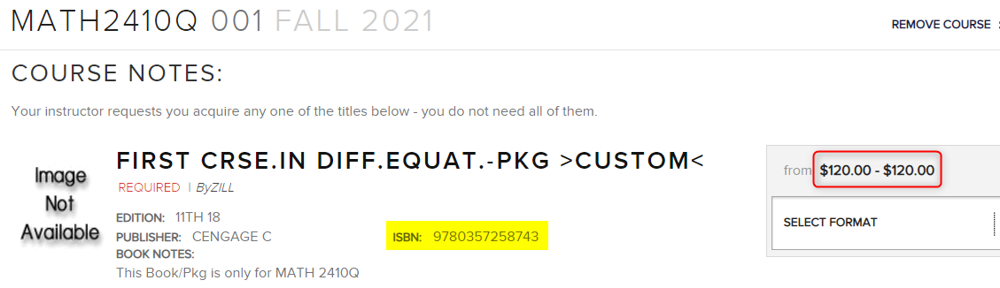 MATH2410Q 001 FALL 2021
REMOVE COURSE
COURSE NOTES:
Your instructor requests you acquire any one of the titles below - you do not need all of them.
Image
Not
Available
FIRST CRSE.IN DIFF.EQUAT.-PKG >CUSTOM<
REQUIRED | ByZILL
EDITION: 11TH 18
PUBLISHER: CENGAGE C
ISBN: 9780357258743
BOOK NOTES:
This Book/Pkg is only for MATH 2410Q
from $120.00 - $120.00
SELECT FORMAT